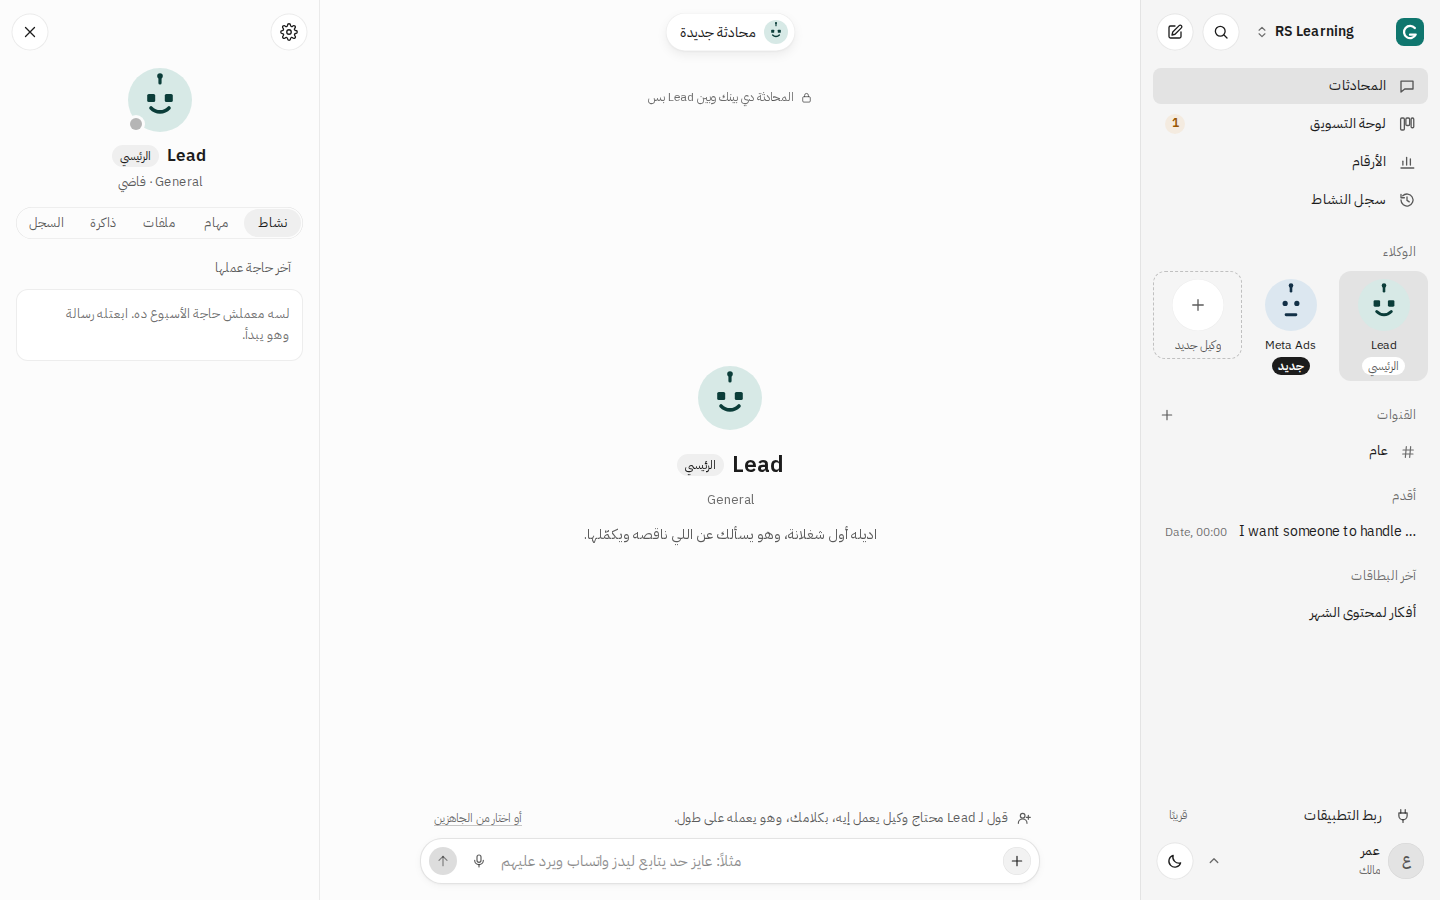 RS Learning
المحادثات
لوحة التسويق
1
الأرقام
سجل النشاط
الوكلاء
Lead
الرئيسي
Meta Ads
جديد
وكيل جديد
القنوات
عام
أقدم
I want someone to handle ...
Date, 00:00
آخر البطاقات
أفكار لمحتوى الشهر
ربط التطبيقات
قريبًا
ع
عمر
مالك
محادثة جديدة
المحادثة دي بينك وبين Lead بس
Lead الرئيسي
General
اديله أول شغلانة، وهو يسألك عن اللي ناقصه ويكمّلها.
قول لـ Lead محتاج وكيل يعمل إيه، بكلامك، وهو يعمله على طول.
أو اختار من الجاهزين
مثلاً: عايز حد يتابع ليدز واتساب ويرد عليهم
Lead الرئيسي
General · فاضي
نشاط
مهام
ملفات
ذاكرة
السجل
آخر حاجة عملها
لسه معملش حاجة الأسبوع ده. ابعتله رسالة
وهو يبدأ.